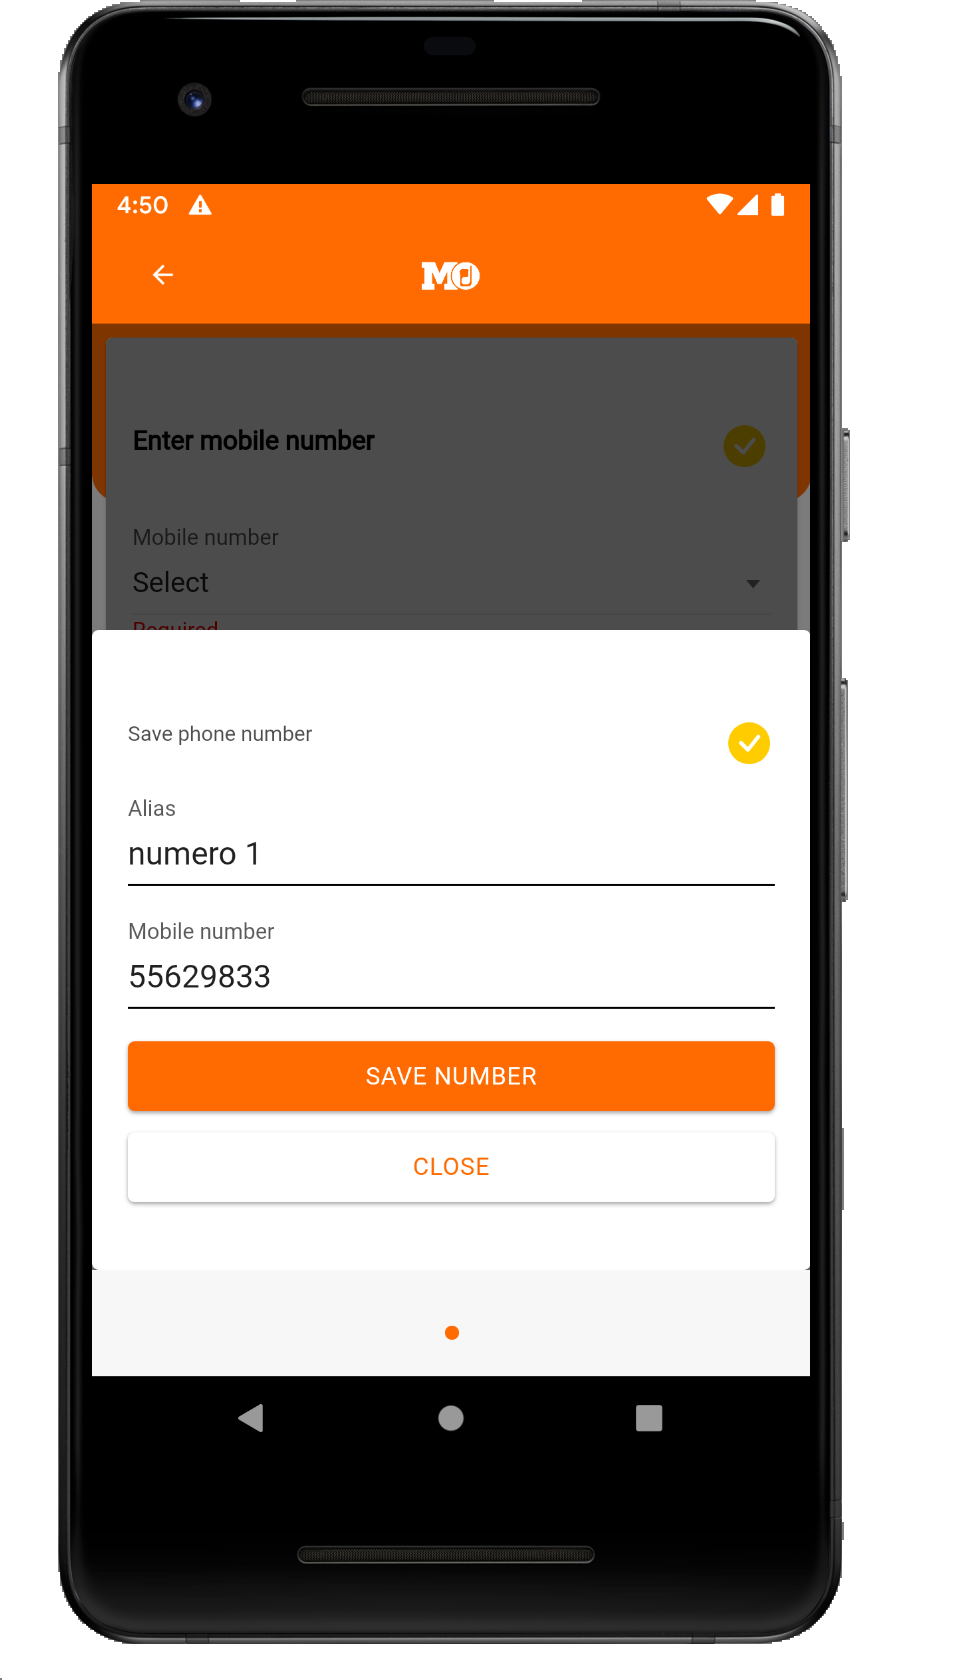 4:50
MO
Enter mobile number
Mobile number
Select
Required
Save phone number
Alias
numero 1
Mobile number
55629833
SAVE NUMBER
CLOSE